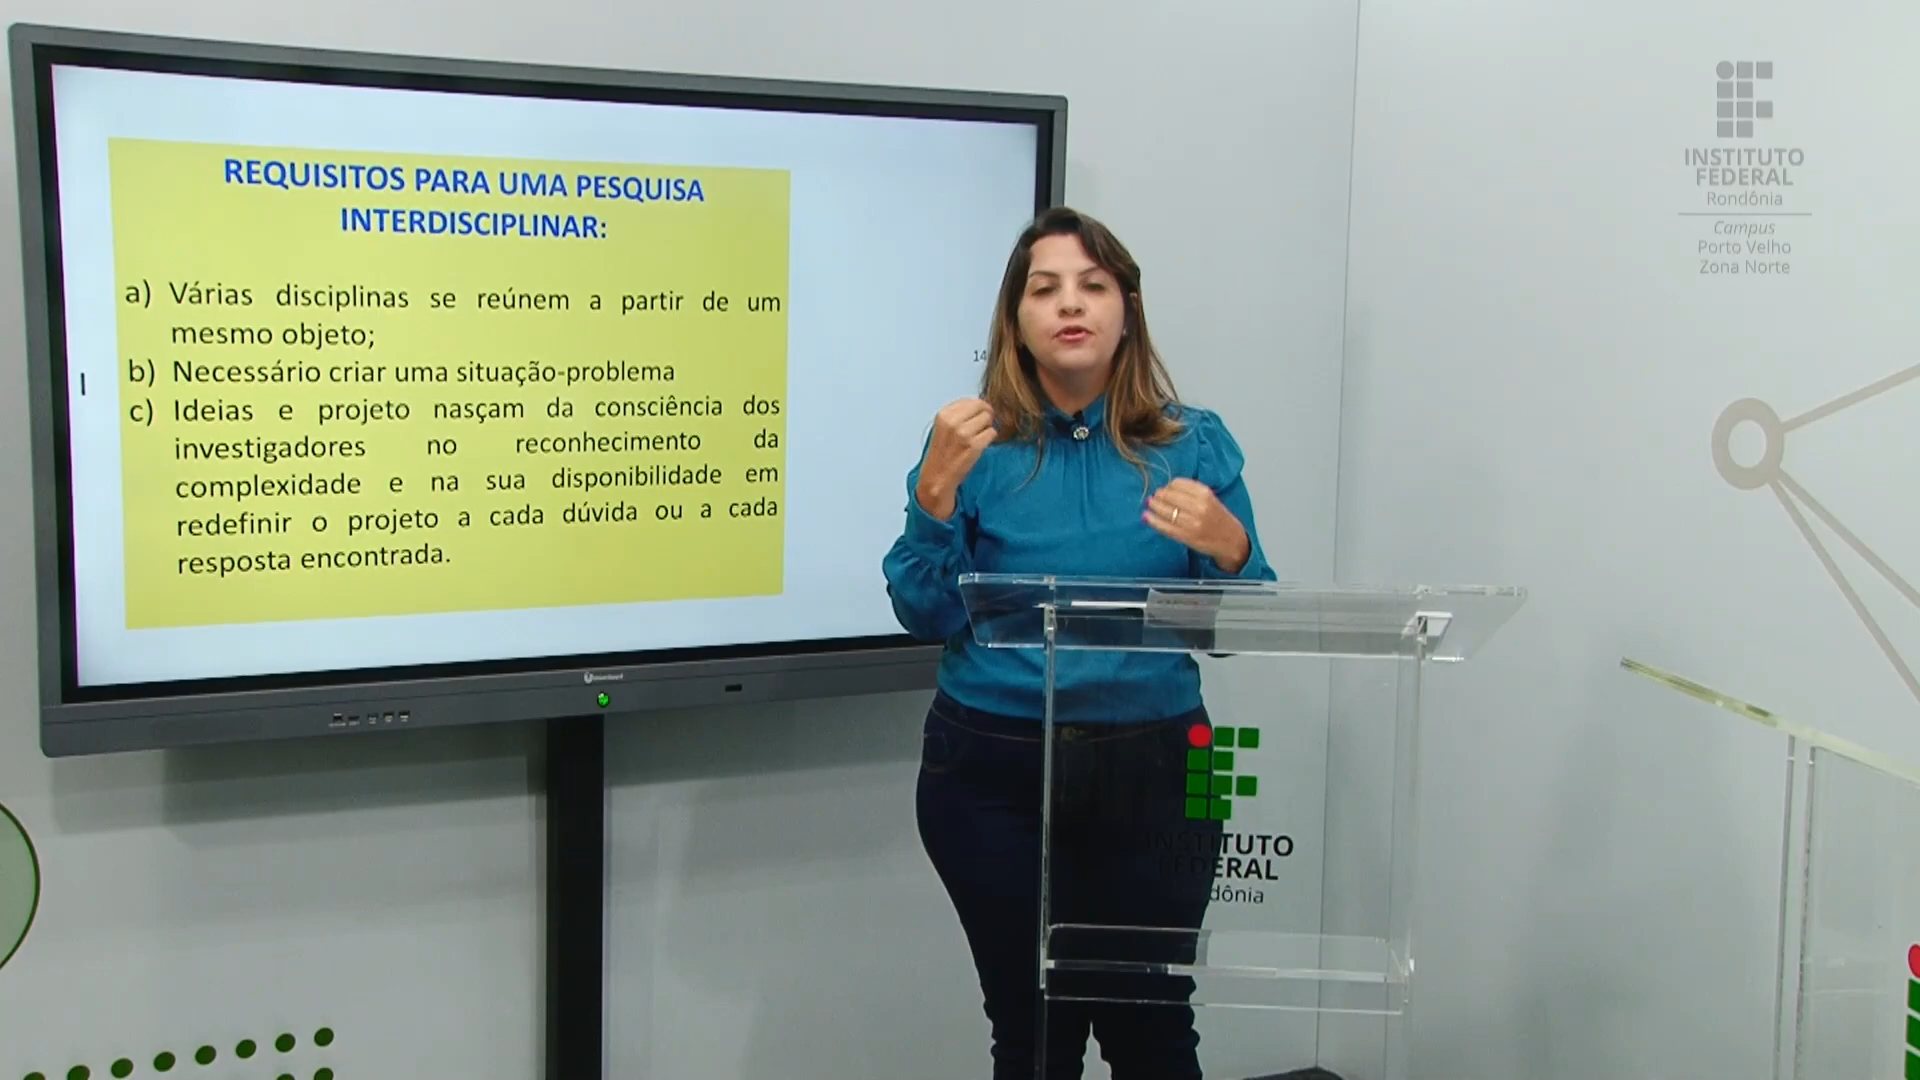 REQUISITOS PARA UMA PESQUISA
INTERDISCIPLINAR:
a) Várias disciplinas se reúnem a partir de um
mesmo objeto;
b) Necessário criar uma situação-problema
c) Ideias e projeto nasçam da consciência dos
investigadores no reconhecimento da
complexidade e na sua disponibilidade em
redefinir o projeto a cada dúvida ou a cada
resposta encontrada.
14
INSTITUTO
FEDERAL
Rondônia
Campus
Porto Velho
Zona Norte
INSTITUTO
FEDERAL
dônia